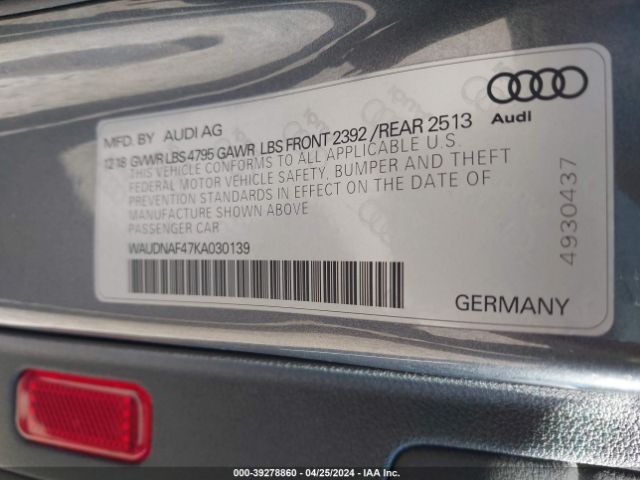 MFD. BY AUDI AG
12-18 GVWR LBS 4795 GAWR LBS FRONT 2392 /REAR 2513
THIS VEHICLE CONFORMS TO ALL APPLICABLE U.S.
FEDERAL MOTOR VEHICLE SAFETY, BUMPER AND THEFT
PREVENTION STANDARDS IN EFFECT ON THE DATE OF
MANUFACTURE SHOWN ABOVE
PASSENGER CAR
WAUDNAF47KA030139
Audi
4930437
GERMANY
000-39278860 | 04/25/2024 | IAA Inc.